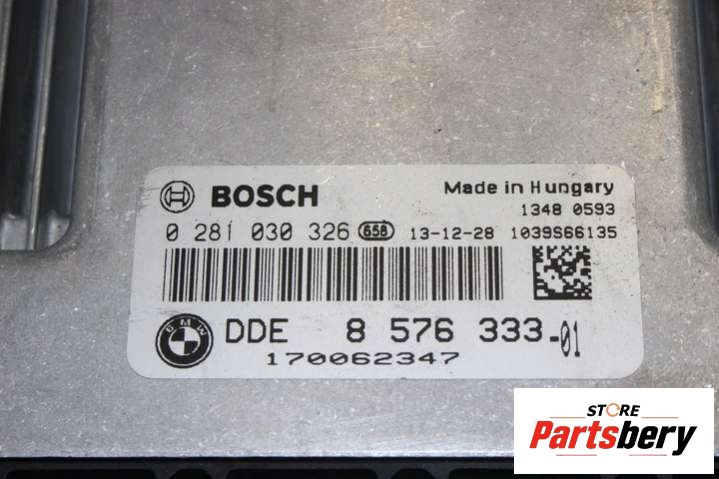 BOSCH Made in Hungary
1348 0593
0 281 030 326 658 13-12-28 1039S66135
BMW DDE 8 576 333-01
170062347
STORE
Partsbery